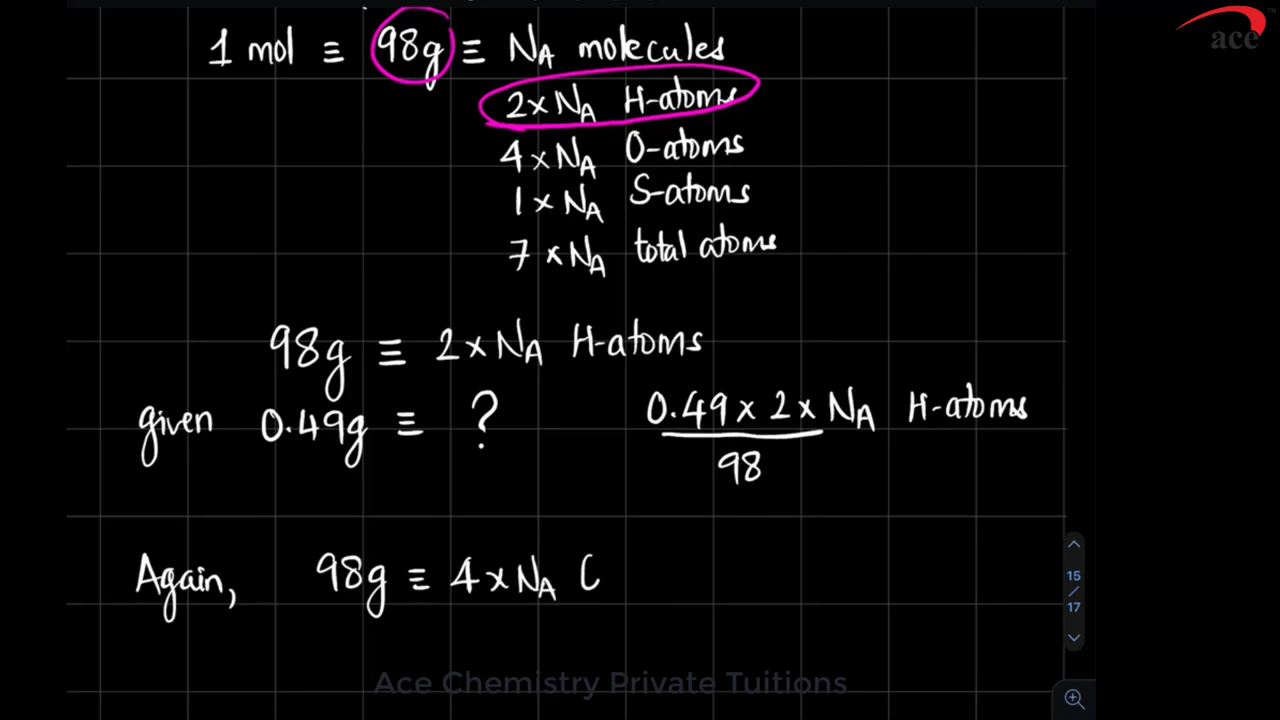 ace
TM
1 mol ≡ 98g ≡ NA molecules
2×NA H-atoms
4×NA O-atoms
1×NA S-atoms
7×NA total atoms
98g ≡ 2×NA H-atoms
given 0.49g ≡ ? 0.49×2×NA H-atoms
98
Again, 98g ≡ 4×NA
15
/
17
Ace Chemistry Private Tuitions